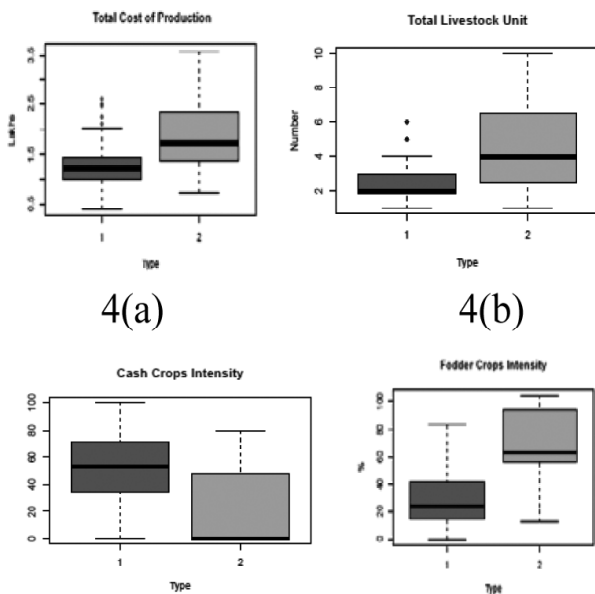 Total Cost of Production
Lakhs
0.5
1.5
2.5
3.5
1
2
Type
4(a)
Total Livestock Unit
Number
2
4
6
8
10
1
2
Type
4(b)
Cash Crops Intensity
0
20
40
60
80
100
1
2
Type
Fodder Crops Intensity
%
0
20
40
60
80
100
1
2
Type